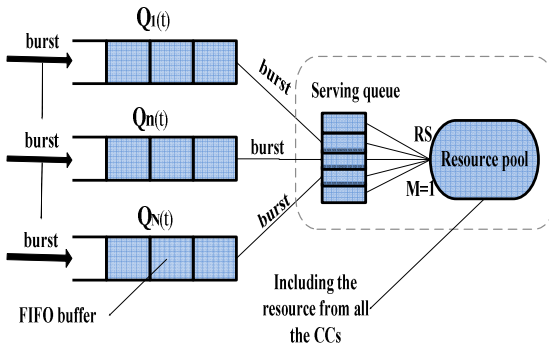 Q1(t)
burst
burst
Serving queue
Qn(t)
burst
burst
RS
Resource pool
M=1
burst
QN(t)
burst
Including the
resource from all
the CCs
FIFO buffer